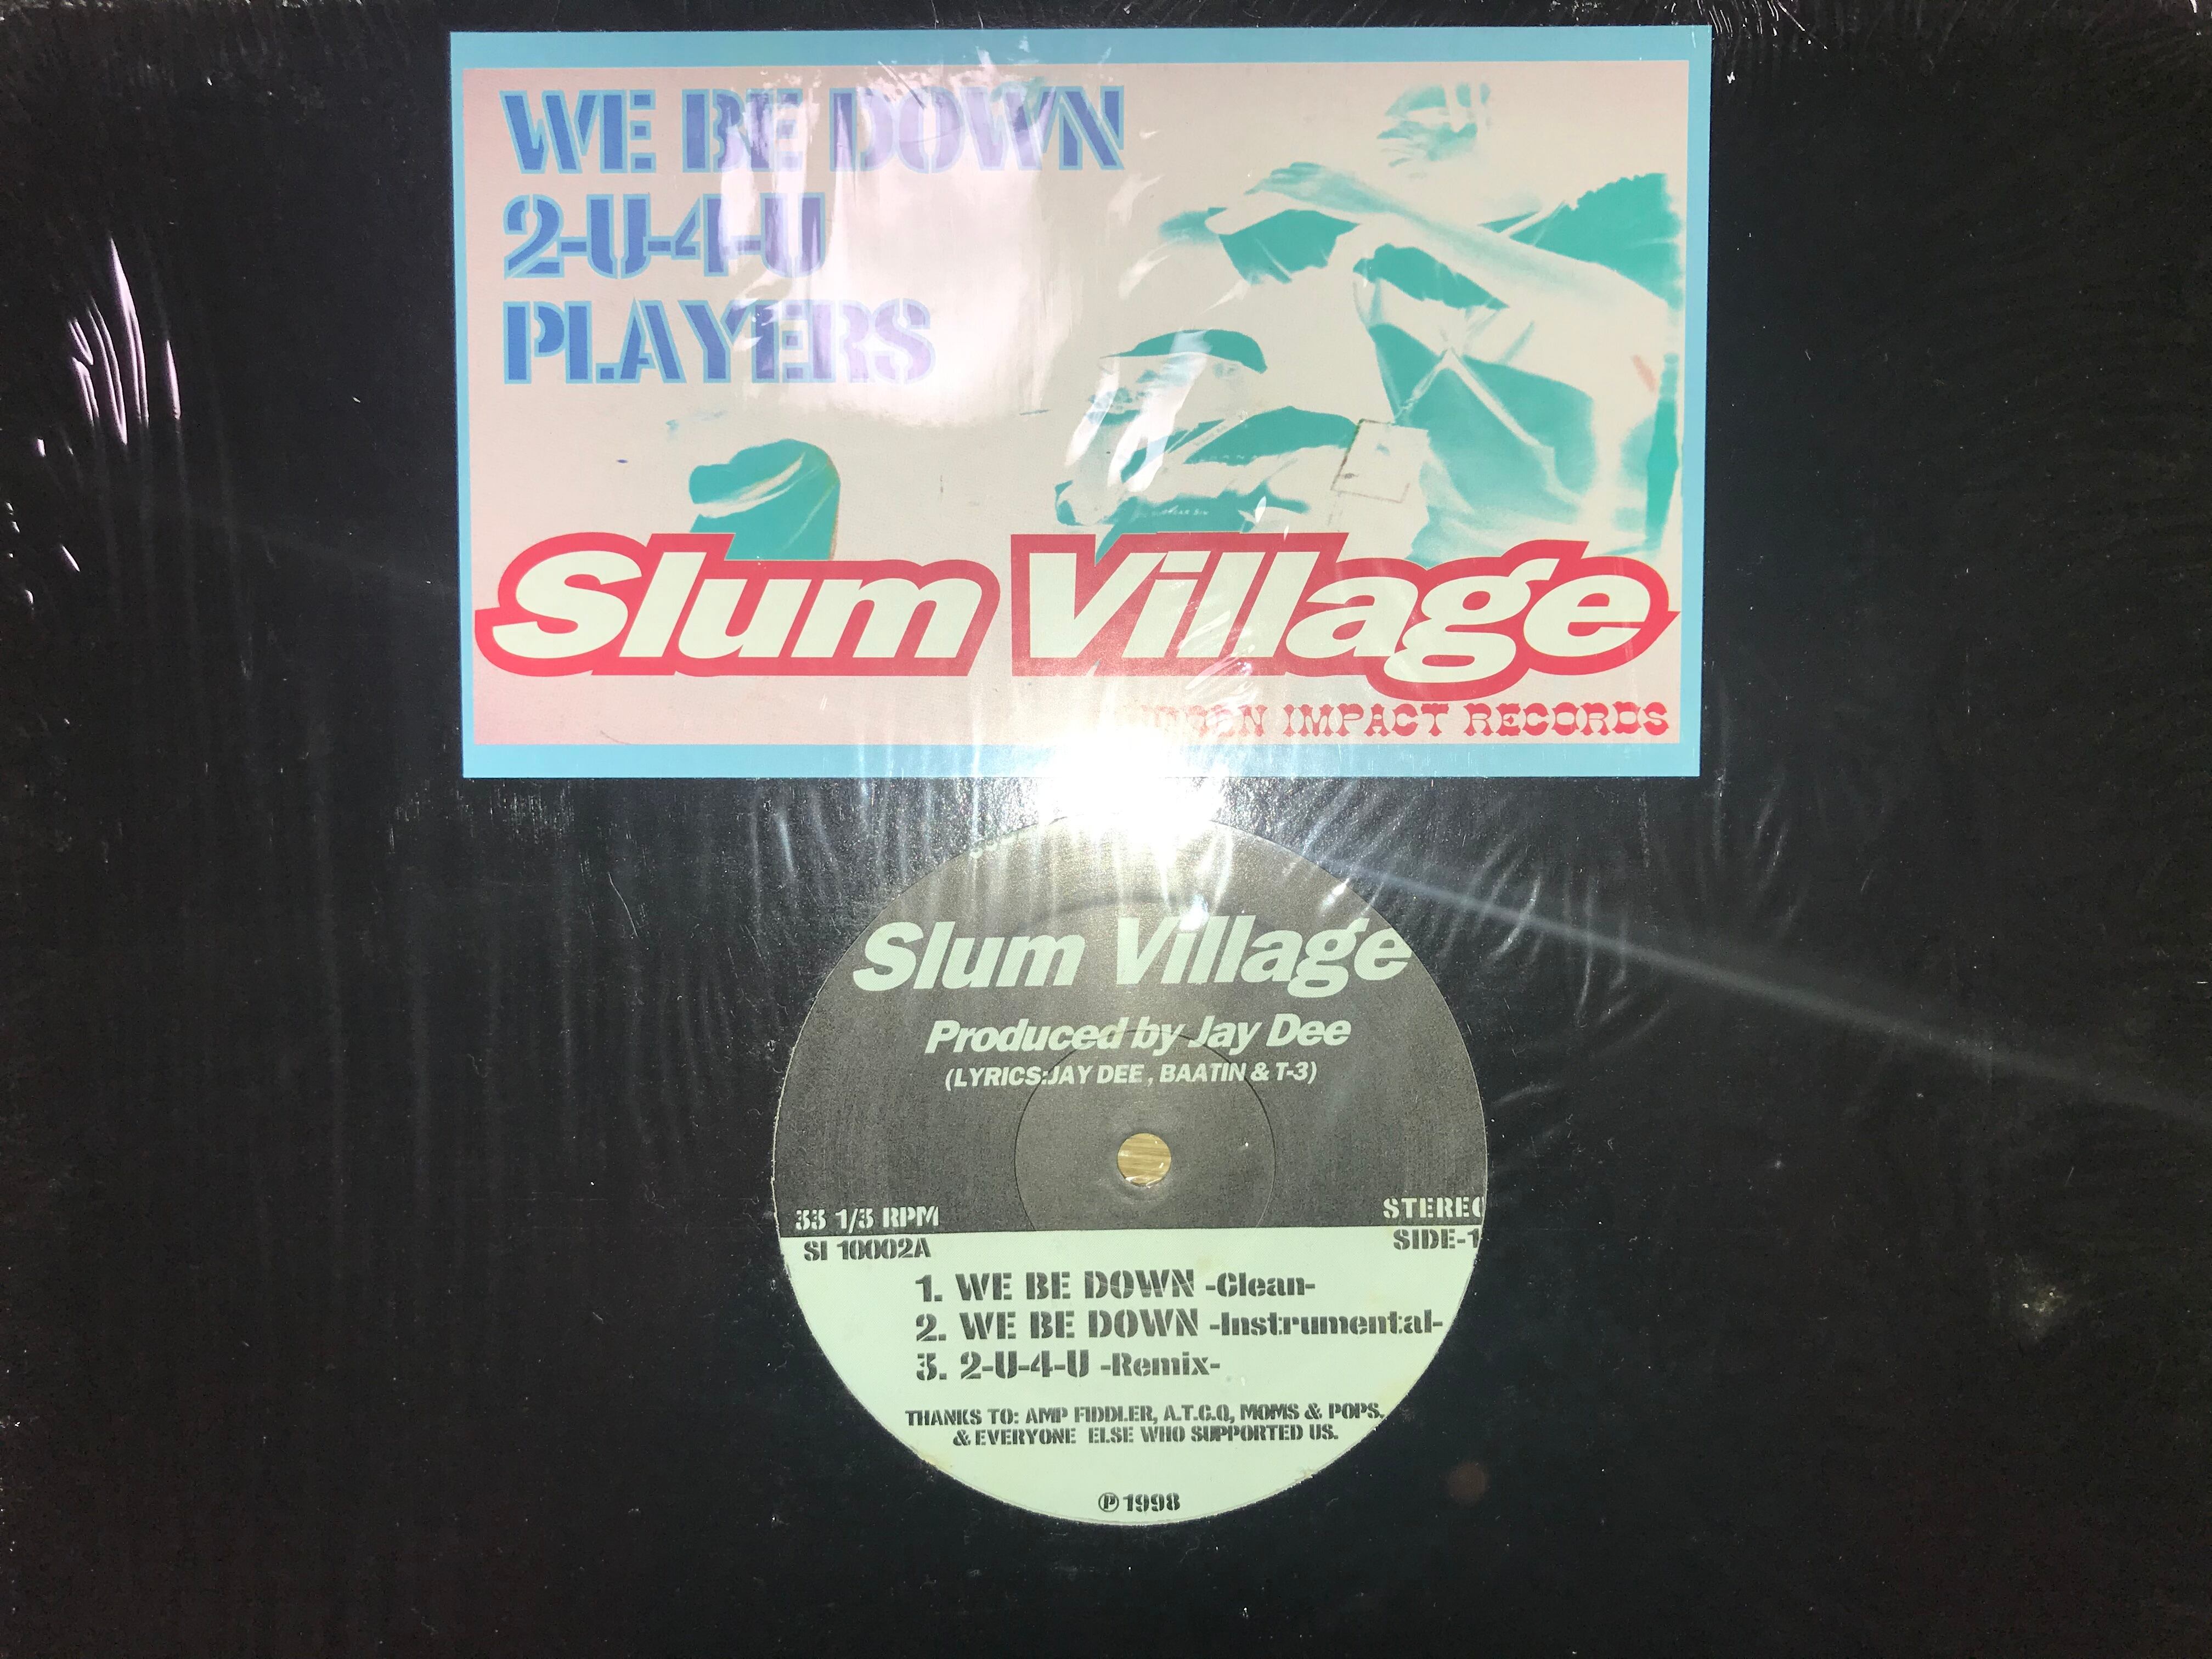 WE BE DOWN
2-U-4-U
PLAYERS
Slum Village
IMPACT RECORDS
Slum Village
Produced by Jay Dee
(LYRICS:JAY DEE , BAATIN & T-3)
33 1/3 RPM
STEREO
SI 10002A
SIDE-1
1. WE BE DOWN -Clean-
2. WE BE DOWN -Instrumental-
3. 2-U-4-U -Remix-
THANKS TO: AMP FIDDLER, A.T.C.Q, MOMS & POPS.
& EVERYONE ELSE WHO SUPPORTED US.
℗ 1998